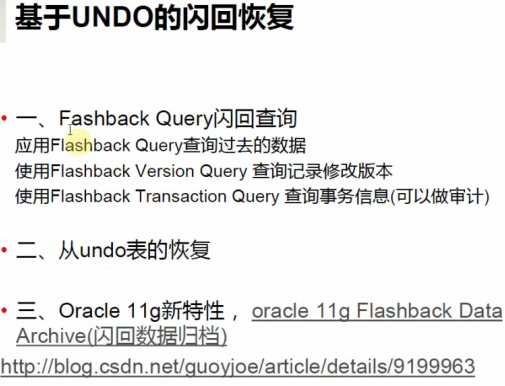 基于UNDO的闪回恢复
• 一、Fashback Query闪回查询
应用Flashback Query查询过去的数据
使用Flashback Version Query 查询记录修改版本
使用Flashback Transaction Query 查询事务信息(可以做审计)
• 二、从undo表的恢复
• 三、Oracle 11g新特性， oracle 11g Flashback Data
Archive(闪回数据归档)
http://blog.csdn.net/guoyjoe/article/details/9199963